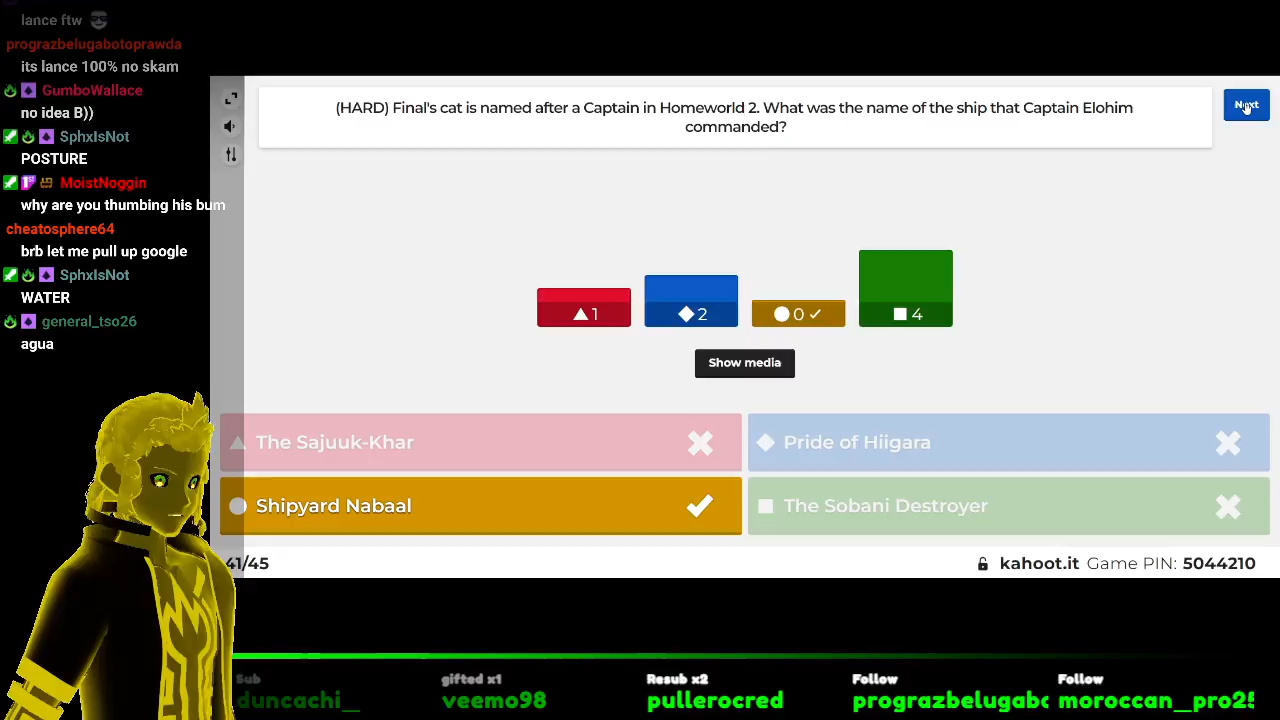 lance ftw
prograzbelugabotoprawda
its lance 100% no skam
GumboWallace
no idea B))
SphxIsNot
POSTURE
MoistNoggin
why are you thumbing his bum
cheatosphere64
brb let me pull up google
SphxIsNot
WATER
general_tso26
agua
(HARD) Final's cat is named after a Captain in Homeworld 2. What was the name of the ship that Captain Elohim
commanded?
Next
1
2
0
4
Show media
The Sajuuk-Khar
Pride of Hiigara
Shipyard Nabaal
The Sobani Destroyer
41/45
kahoot.it Game PIN: 5044210
Sub
duncachi__
gifted x1
veemo98
Resub x2
pullerocred
Follow
prograzbelugab
Follow
moroccan_pro25